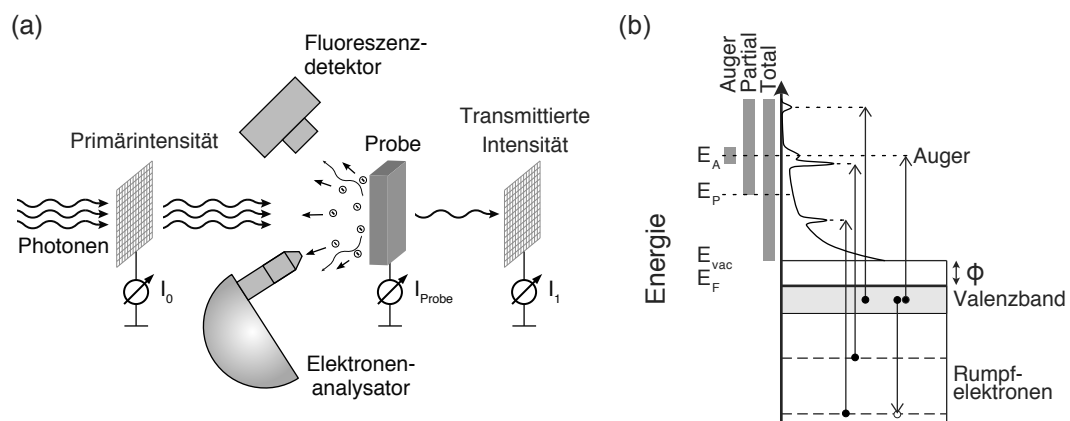 (a)
Fluoreszenz-
detektor
Primärintensität
Probe
Transmittierte
Intensität
Photonen
I0
IProbe
I1
Elektronen-
analysator
(b)
Auger
Partial
Total
Energie
EA
Auger
EP
Evac
EF
Φ
Valenzband
Rumpf-
elektronen